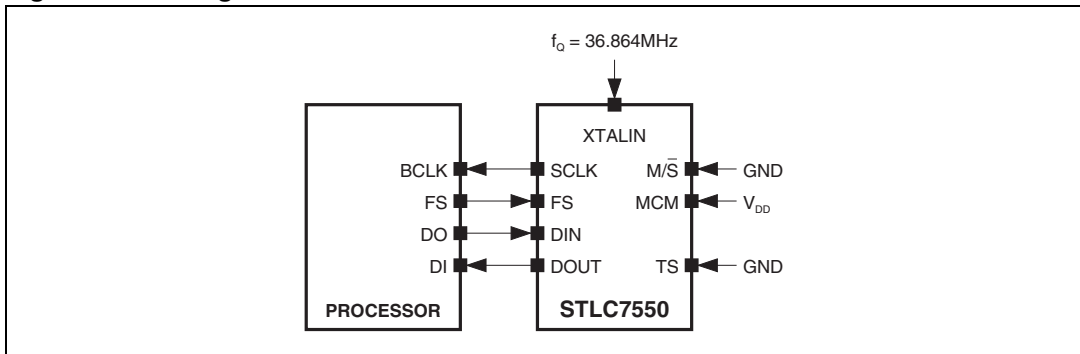 f_Q = 36.864MHz
XTALIN
BCLK SCLK M/S̅ GND
FS FS MCM V_DD
DO DIN
DI DOUT TS GND
PROCESSOR STLC7550